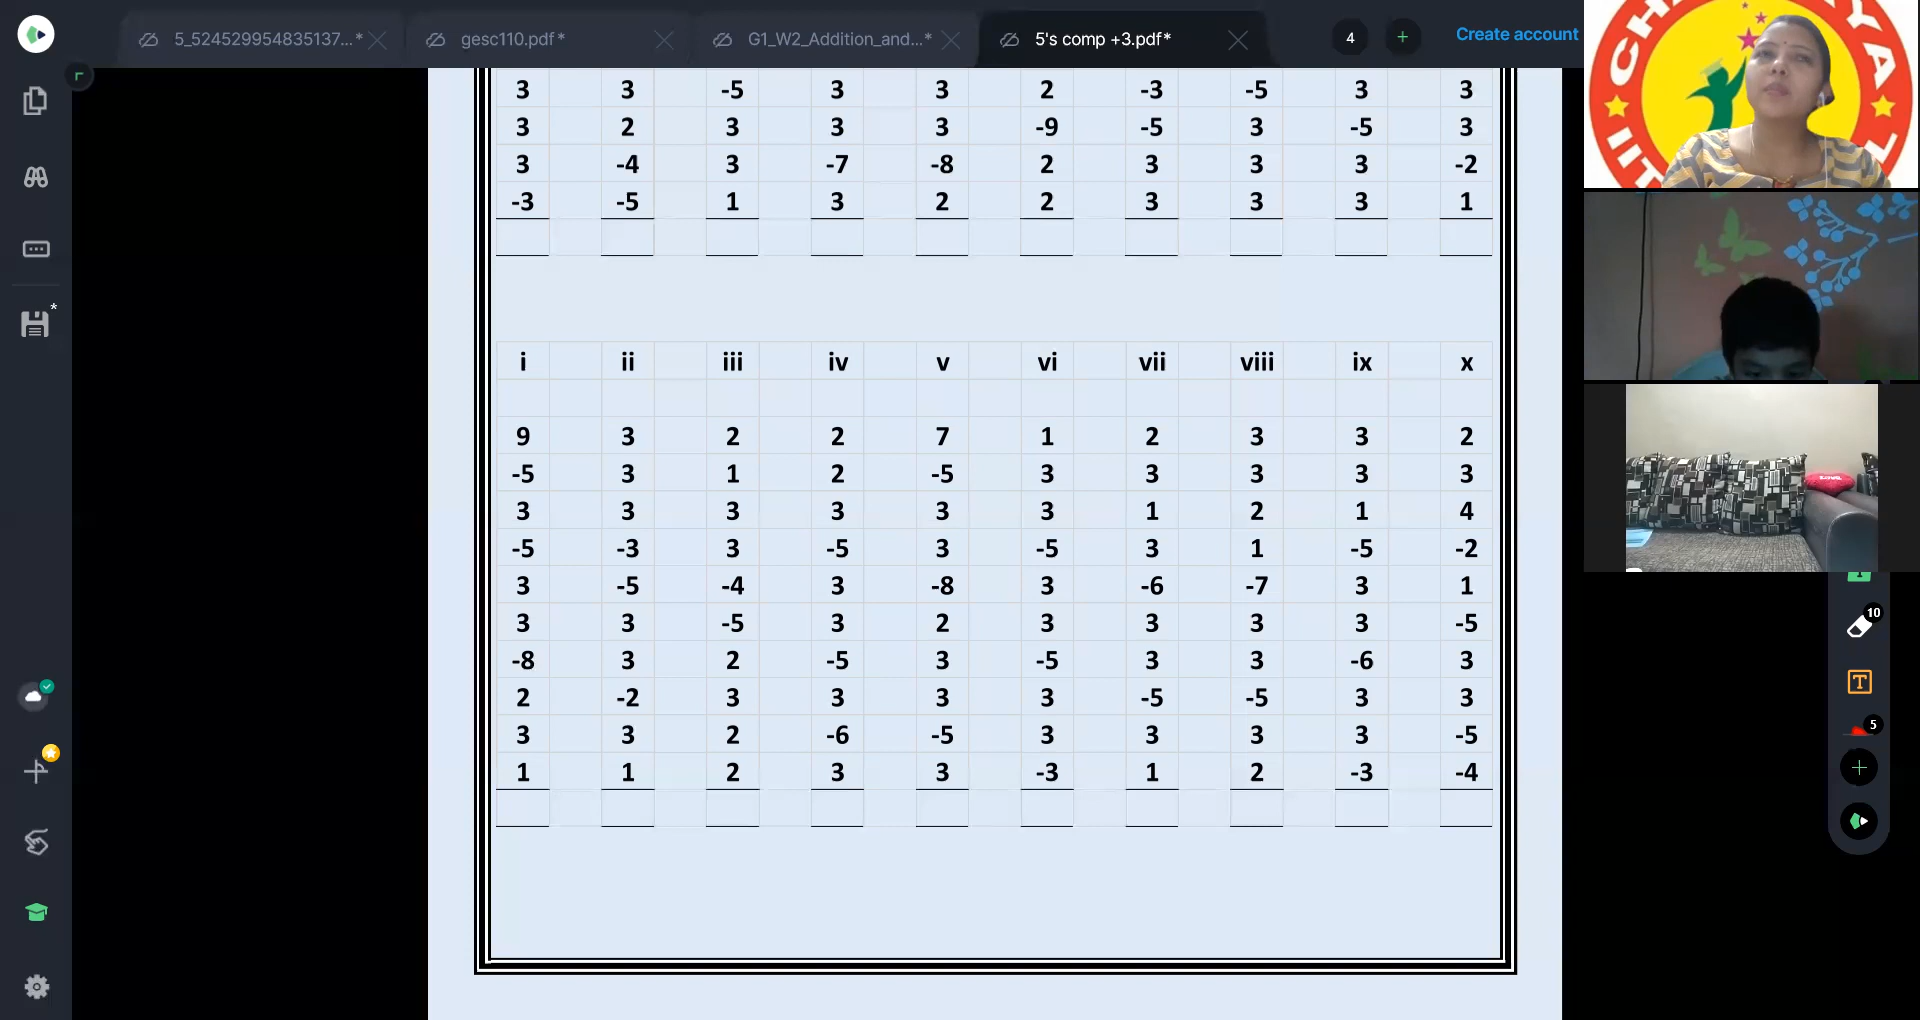 5_524529954835137...* gesc110.pdf* G1_W2_Addition_and...* 5's comp +3.pdf* 4 + Create account
3 3 -5 3 3 2 -3 -5 3 3
3 2 3 3 3 -9 -5 3 -5 3
3 -4 3 -7 -8 2 3 3 3 -2
-3 -5 1 3 2 2 3 3 3 1
i ii iii iv v vi vii viii ix x
9 3 2 2 7 1 2 3 3 2
-5 3 1 2 -5 3 3 3 3 3
3 3 3 3 3 3 1 2 1 4
-5 -3 3 -5 3 -5 3 1 -5 -2
3 -5 -4 3 -8 3 -6 -7 3 1
3 3 -5 3 2 3 3 3 3 -5
-8 3 2 -5 3 -5 3 3 -6 3
2 -2 3 3 3 3 -5 -5 3 3
3 3 2 -6 -5 3 3 3 3 -5
1 1 2 3 3 -3 1 2 -3 -4
10
T
5